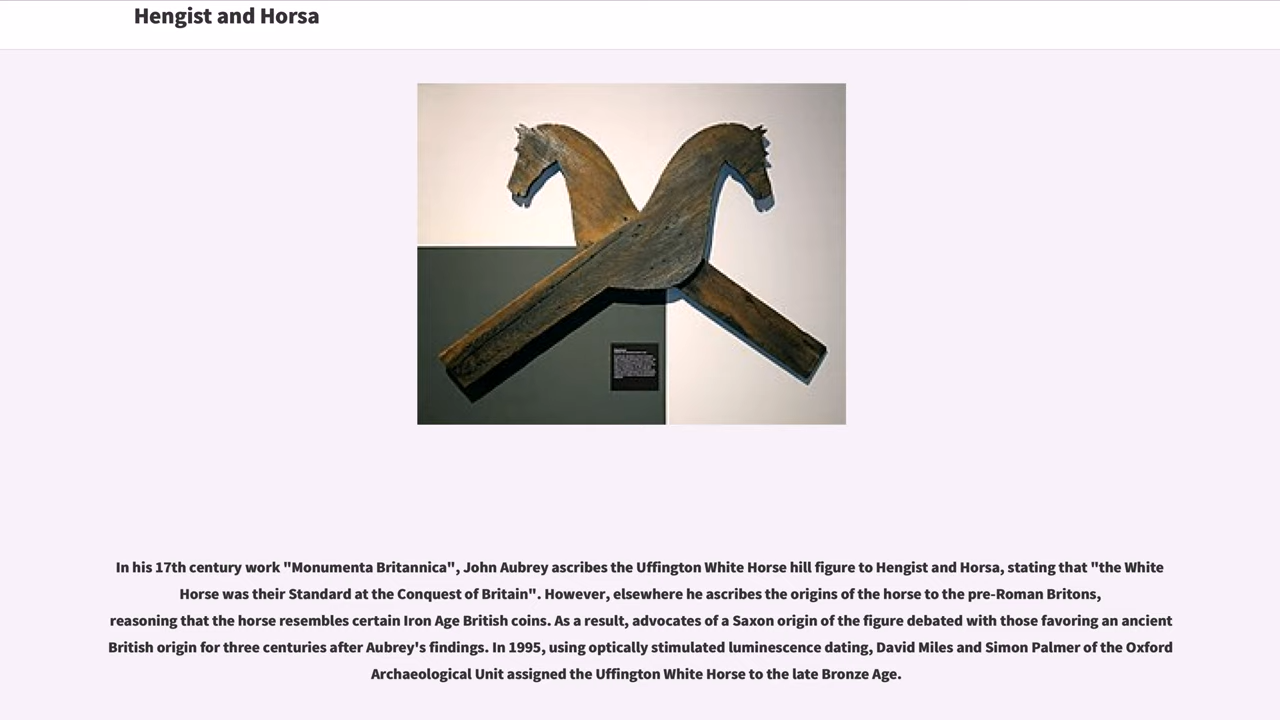 Hengist and Horsa
In his 17th century work "Monumenta Britannica", John Aubrey ascribes the Uffington White Horse hill figure to Hengist and Horsa, stating that "the White
Horse was their Standard at the Conquest of Britain". However, elsewhere he ascribes the origins of the horse to the pre-Roman Britons,
reasoning that the horse resembles certain Iron Age British coins. As a result, advocates of a Saxon origin of the figure debated with those favoring an ancient
British origin for three centuries after Aubrey's findings. In 1995, using optically stimulated luminescence dating, David Miles and Simon Palmer of the Oxford
Archaeological Unit assigned the Uffington White Horse to the late Bronze Age.